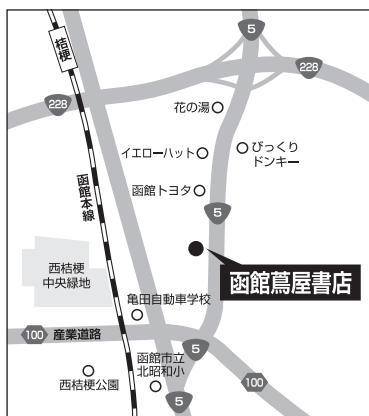 5
桔梗
228
228
花の湯
イエローハット
びっくり
ドンキー
函館トヨタ
函館本線
5
函館蔦屋書店
西桔梗
中央緑地
亀田自動車学校
100
産業道路
函館市立
北昭和小
5
西桔梗公園
5
100